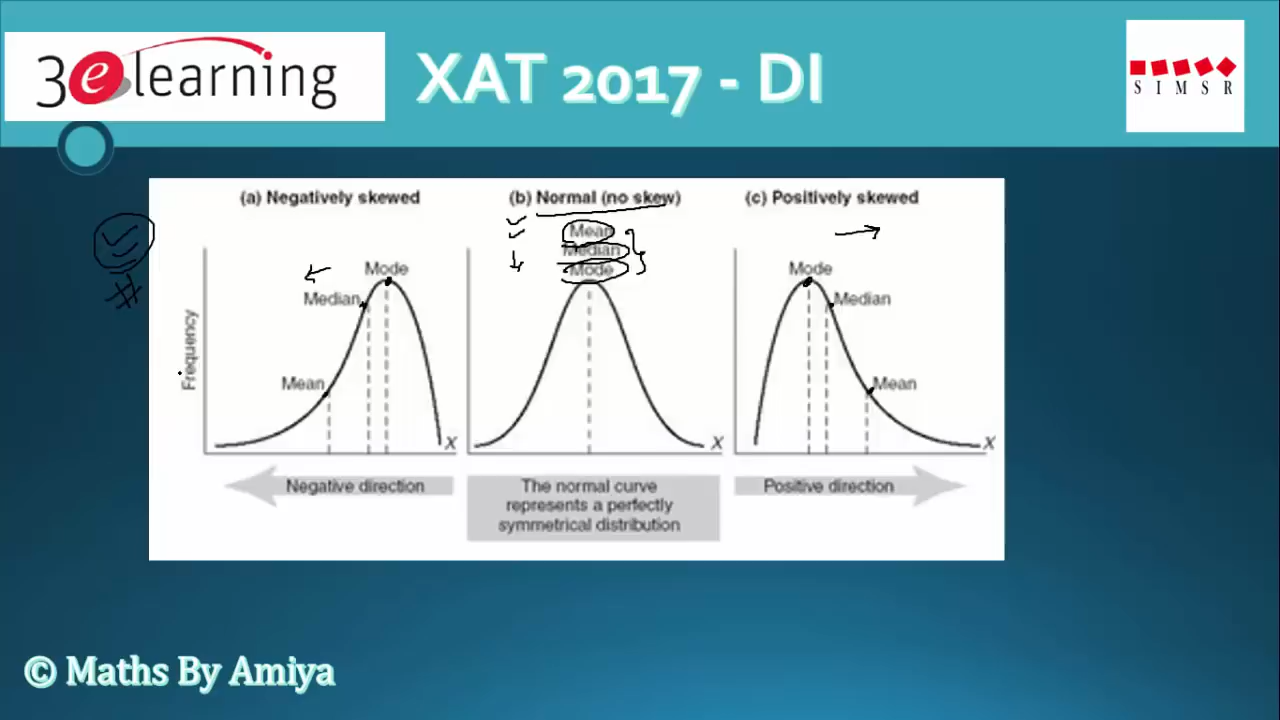 3elearning
XAT 2017 - DI
SIMSR
(a) Negatively skewed
(b) Normal (no skew)
(c) Positively skewed
Mean
Median
Mode
Mode
Median
Mean
Frequency
X
X
Mode
Median
Mean
X
Negative direction
The normal curve
represents a perfectly
symmetrical distribution
Positive direction
© Maths By Amiya